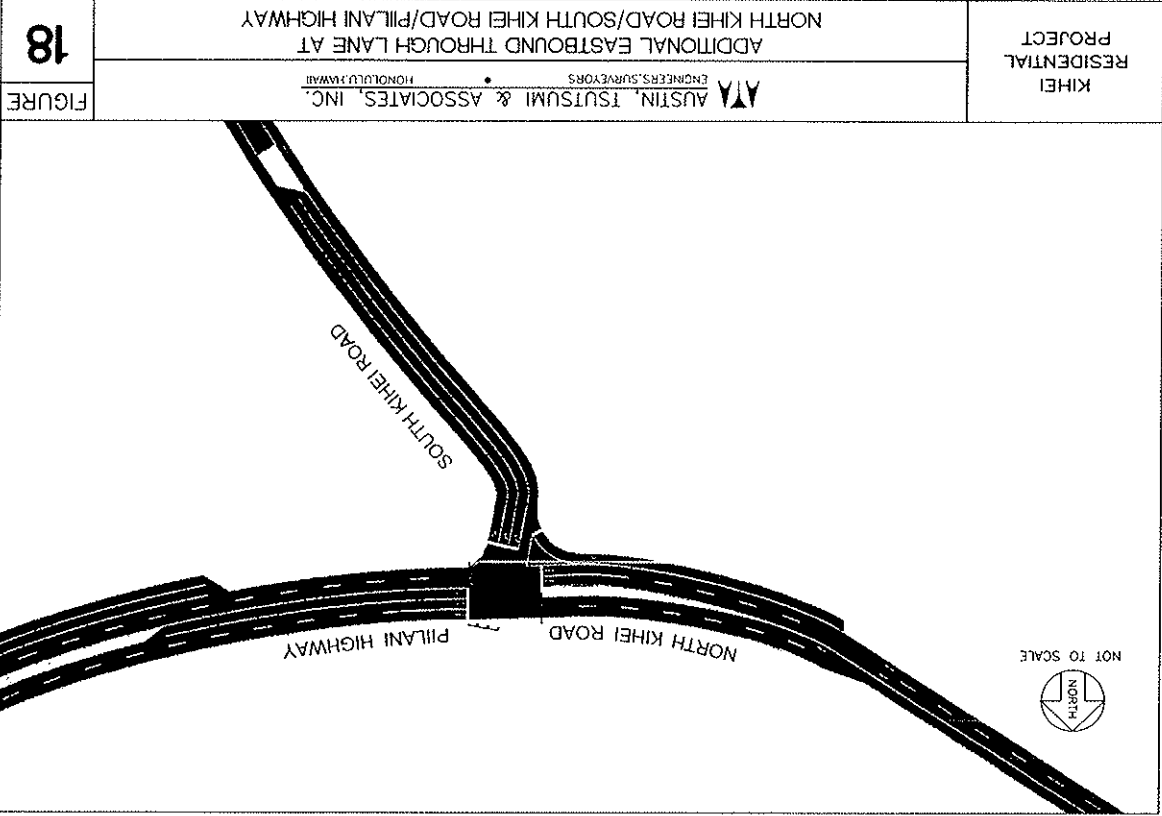 NORTH
NOT TO SCALE
NORTH KIHEI ROAD
PIILANI HIGHWAY
SOUTH KIHEI ROAD
KIHEI
RESIDENTIAL
PROJECT
ATA AUSTIN, TSUTSUMI & ASSOCIATES, INC.
ENGINEERS, SURVEYORS • HONOLULU, HAWAII
ADDITIONAL EASTBOUND THROUGH LANE AT
NORTH KIHEI ROAD/SOUTH KIHEI ROAD/PIILANI HIGHWAY
FIGURE
18